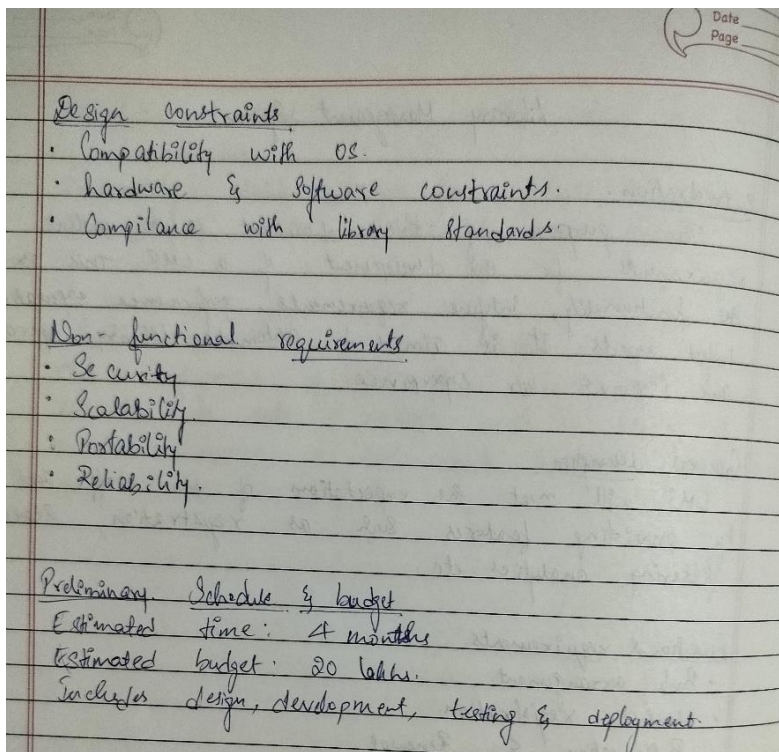 Date
Page
Design constraints
· Compatibility with OS.
· hardware & software constraints.
· Compilance with library standards.
Non-functional requirements
· Security
· Scalability
· Portability
· Reliability.
Preliminary Schedule & budget
Estimated time: 4 months
Estimated budget: 20 lakhs.
Includes design, development, testing & deployment.